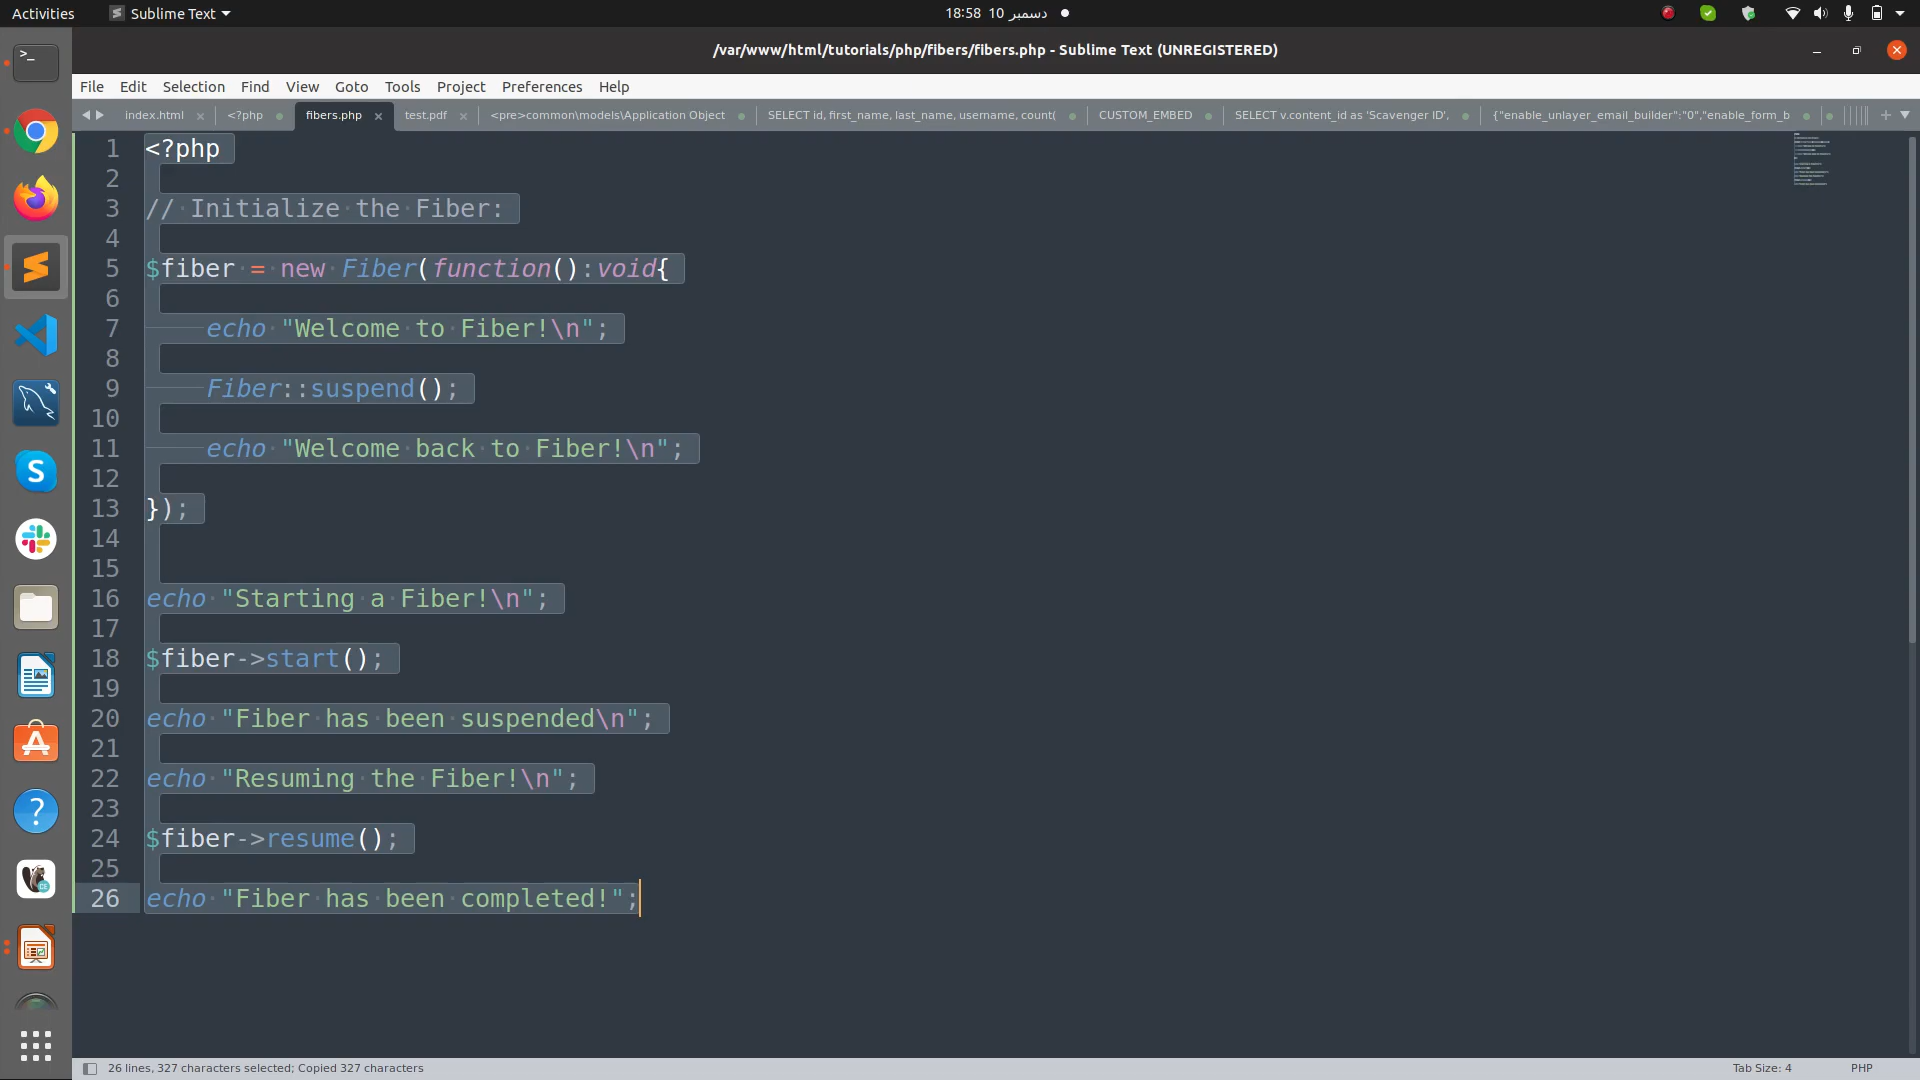 Activities
Sublime Text
18:58 10 دسمبر
/var/www/html/tutorials/php/fibers/fibers.php - Sublime Text (UNREGISTERED)
File Edit Selection Find View Goto Tools Project Preferences Help
index.html
<?php
fibers.php
test.pdf
<pre>common\models\Application Object
SELECT id, first_name, last_name, username, count(
CUSTOM_EMBED
SELECT v.content_id as 'Scavenger ID',
{"enable_unlayer_email_builder":"0","enable_form_b
1 <?php
2
3 // Initialize the Fiber:
4
5 $fiber = new Fiber(function():void{
6
7 echo "Welcome to Fiber!\n";
8
9 Fiber::suspend();
10
11 echo "Welcome back to Fiber!\n";
12
13 });
14
15
16 echo "Starting a Fiber!\n";
17
18 $fiber->start();
19
20 echo "Fiber has been suspended\n";
21
22 echo "Resuming the Fiber!\n";
23
24 $fiber->resume();
25
26 echo "Fiber has been completed!";
26 lines, 327 characters selected; Copied 327 characters
Tab Size: 4
PHP